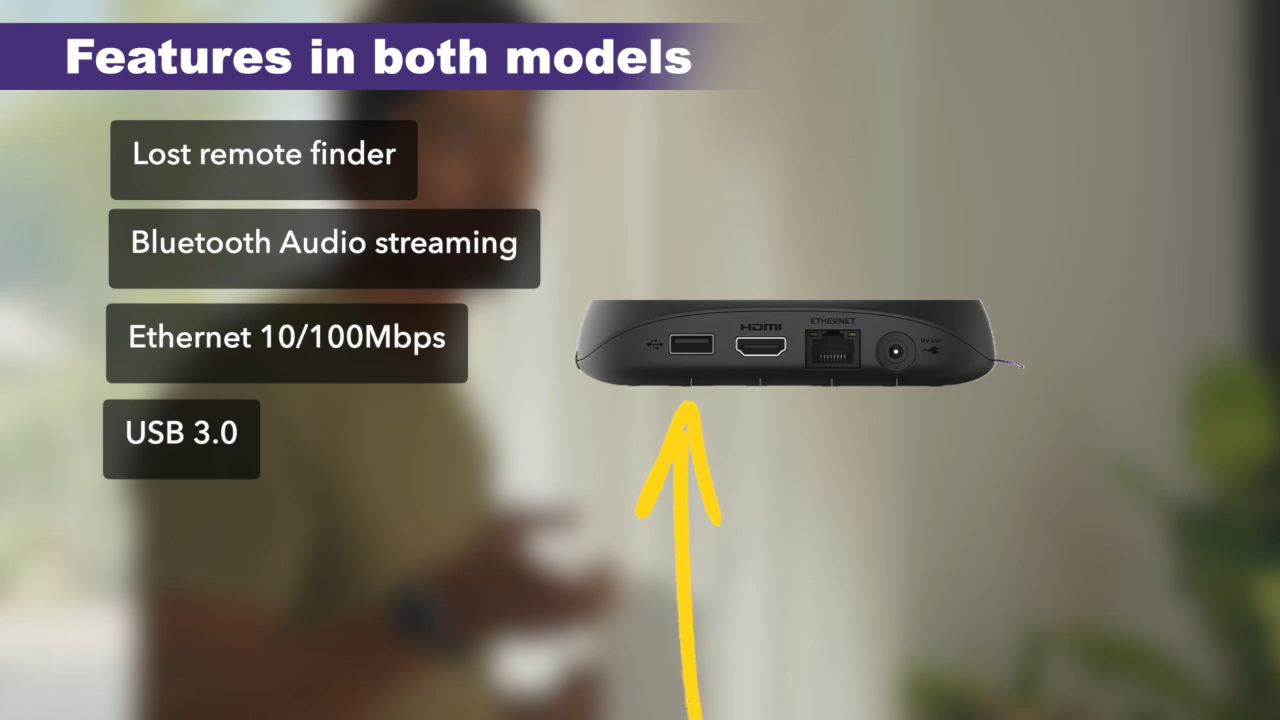 Features in both models
Lost remote finder
Bluetooth Audio streaming
Ethernet 10/100Mbps
USB 3.0
HDMI
ETHERNET